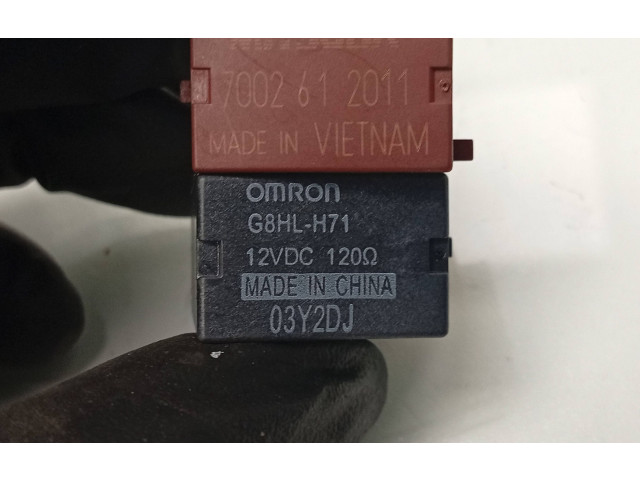 7002 61 2011
MADE IN VIETNAM
OMRON
G8HL-H71
12VDC 120Ω
MADE IN CHINA
03Y2DJ